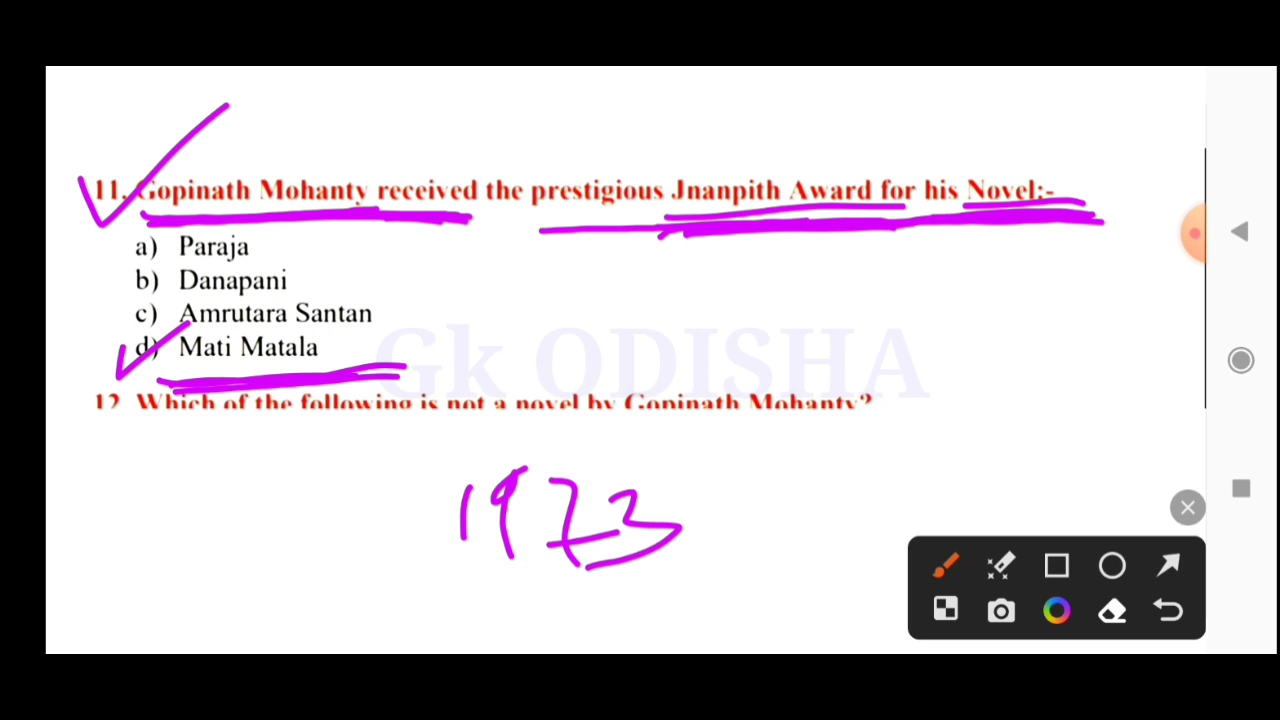 11. Gopinath Mohanty received the prestigious Jnanpith Award for his Novel:-
a) Paraja
b) Danapani
c) Amrutara Santan
d) Mati Matala
Gk ODISHA
12. Which of the following is not a novel by Gopinath Mohanty?
1973